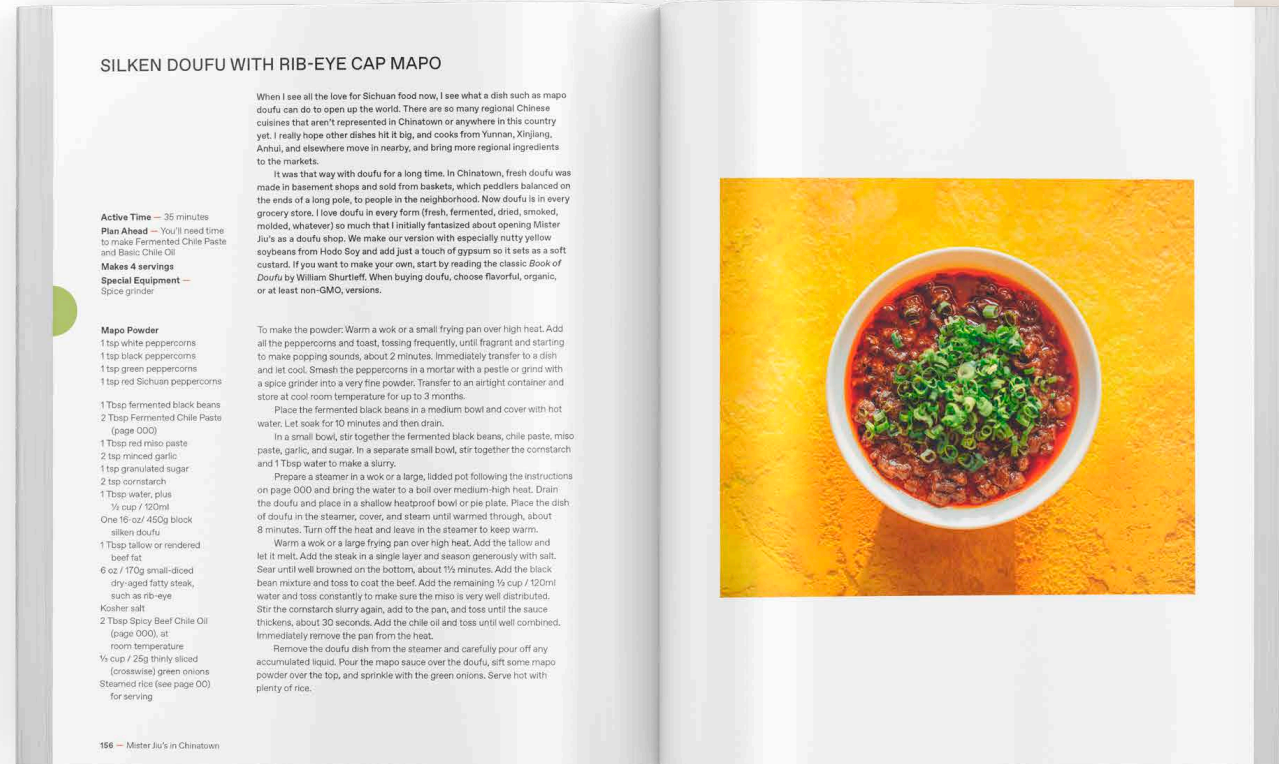 SILKEN DOUFU WITH RIB-EYE CAP MAPO
When I see all the love for Sichuan food now, I see what a dish such as mapo
doufu can do to open up the world. There are so many regional Chinese
cuisines that aren't represented in Chinatown or anywhere in this country
yet. I really hope other dishes hit it big, and cooks from Yunnan, Xinjiang,
Anhui, and elsewhere move in nearby, and bring more regional ingredients
to the markets.
It was that way with doufu for a long time. In Chinatown, fresh doufu was
made in basement shops and sold from baskets, which peddlers balanced on
the ends of a long pole, to people in the neighborhood. Now doufu is in every
grocery store. I love doufu in every form (fresh, fermented, dried, smoked,
molded, whatever) so much that I initially fantasized about opening Mister
Jiu's as a doufu shop. We make our version with especially nutty yellow
soybeans from Hodo Soy and add just a touch of gypsum so it sets as a soft
custard. If you want to make your own, start by reading the classic Book of
Doufu by William Shurtleff. When buying doufu, choose flavorful, organic,
or at least non-GMO, versions.
Active Time — 35 minutes
Plan Ahead — You'll need time
to make Fermented Chile Paste
and Basic Chile Oil
Makes 4 servings
Special Equipment —
Spice grinder
Mapo Powder
1 tsp white peppercorns
1 tsp black peppercorns
1 tsp green peppercorns
1 tsp red Sichuan peppercorns
1 Tbsp fermented black beans
2 Tbsp Fermented Chile Paste
(page 000)
1 Tbsp red miso paste
2 tsp minced garlic
1 tsp granulated sugar
2 tsp cornstarch
1 Tbsp water, plus
½ cup / 120ml
One 16-oz/ 450g block
silken doufu
1 Tbsp tallow or rendered
beef fat
6 oz / 170g small-diced
dry-aged fatty steak,
such as rib-eye
Kosher salt
2 Tbsp Spicy Beef Chile Oil
(page 000), at
room temperature
⅓ cup / 25g thinly sliced
(crosswise) green onions
Steamed rice (see page 00)
for serving
To make the powder: Warm a wok or a small frying pan over high heat. Add
all the peppercorns and toast, tossing frequently, until fragrant and starting
to make popping sounds, about 2 minutes. Immediately transfer to a dish
and let cool. Smash the peppercorns in a mortar with a pestle or grind with
a spice grinder into a very fine powder. Transfer to an airtight container and
store at cool room temperature for up to 3 months.
Place the fermented black beans in a medium bowl and cover with hot
water. Let soak for 10 minutes and then drain.
In a small bowl, stir together the fermented black beans, chile paste, miso
paste, garlic, and sugar. In a separate small bowl, stir together the cornstarch
and 1 Tbsp water to make a slurry.
Prepare a steamer in a wok or a large, lidded pot following the instructions
on page 000 and bring the water to a boil over medium-high heat. Drain
the doufu and place in a shallow heatproof bowl or pie plate. Place the dish
of doufu in the steamer, cover, and steam until warmed through, about
8 minutes. Turn off the heat and leave in the steamer to keep warm.
Warm a wok or a large frying pan over high heat. Add the tallow and
let it melt. Add the steak in a single layer and season generously with salt.
Sear until well browned on the bottom, about 1½ minutes. Add the black
bean mixture and toss to coat the beef. Add the remaining ½ cup / 120ml
water and toss constantly to make sure the miso is very well distributed.
Stir the cornstarch slurry again, add to the pan, and toss until the sauce
thickens, about 30 seconds. Add the chile oil and toss until well combined.
Immediately remove the pan from the heat.
Remove the doufu dish from the steamer and carefully pour off any
accumulated liquid. Pour the mapo sauce over the doufu, sift some mapo
powder over the top, and sprinkle with the green onions. Serve hot with
plenty of rice.
156 — Mister Jiu's in Chinatown